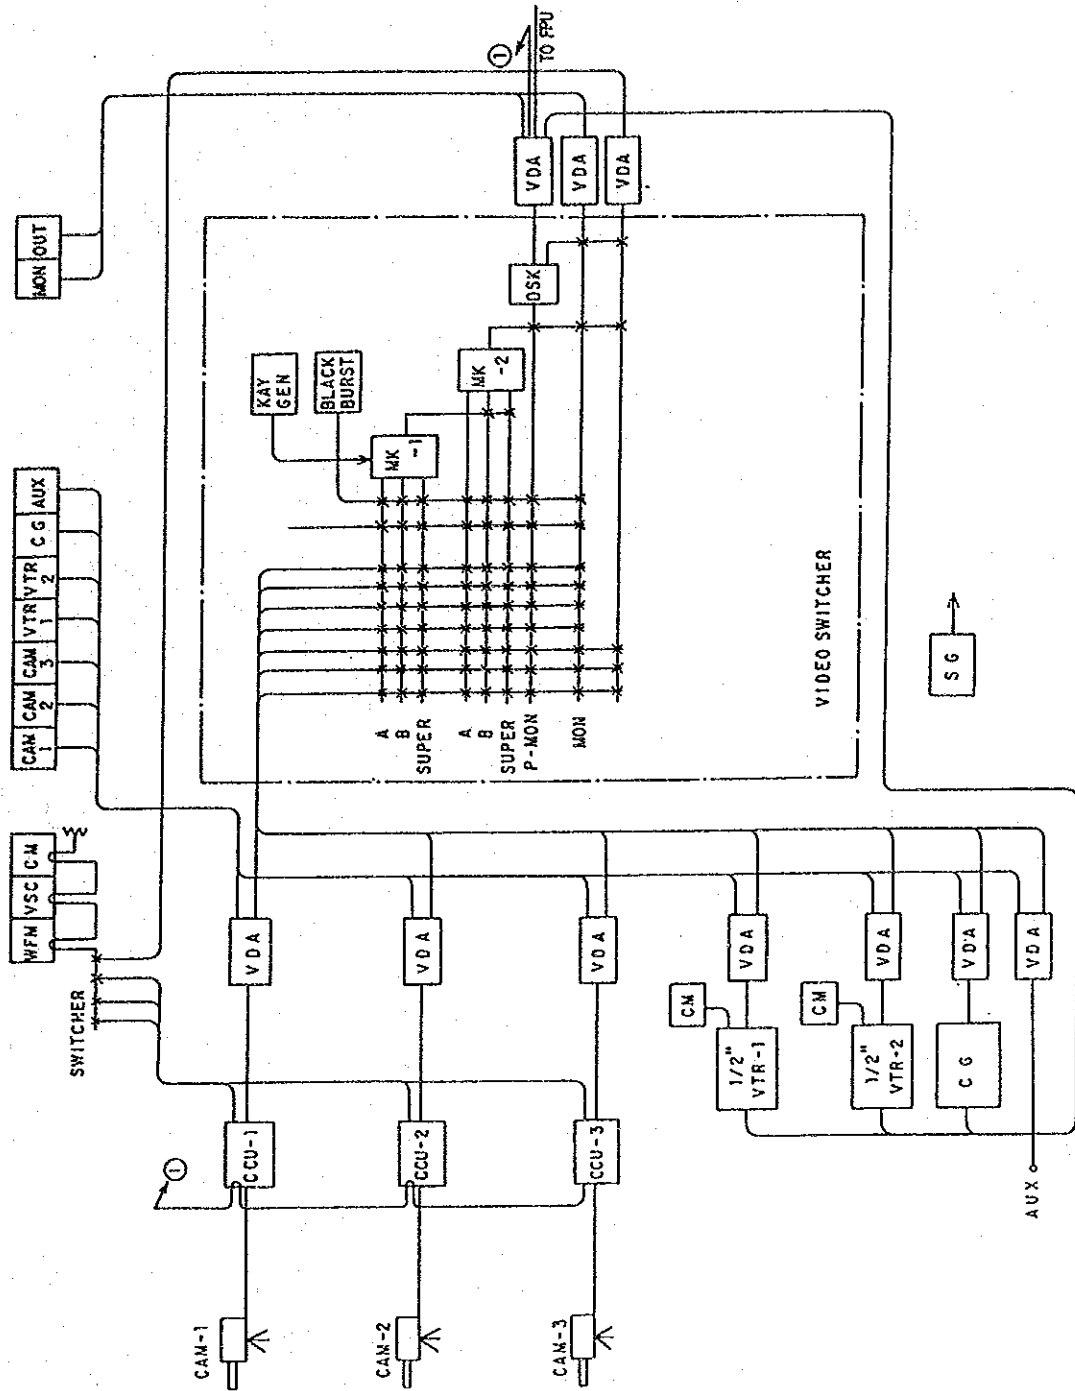 MON OUT
CAM 1
CAM 2
CAM 3
VTR 1
VTR 2
C G
AUX
WFM VSC CM
SWITCHER
①
TO FPU
VDA
VDA
VDA
KAY
GEN
BLACK
BURST
MK
-1
MK
-2
DSK
A
B
SUPER
A
B
SUPER
P-MON
MON
VIDEO SWITCHER
S G
①
CAM-1
CCU-1
VDA
CAM-2
CCU-2
VDA
CAM-3
CCU-3
VDA
CM
1/2"
VTR-1
VDA
CM
1/2"
VTR-2
VDA
C G
VDA
AUX
VDA